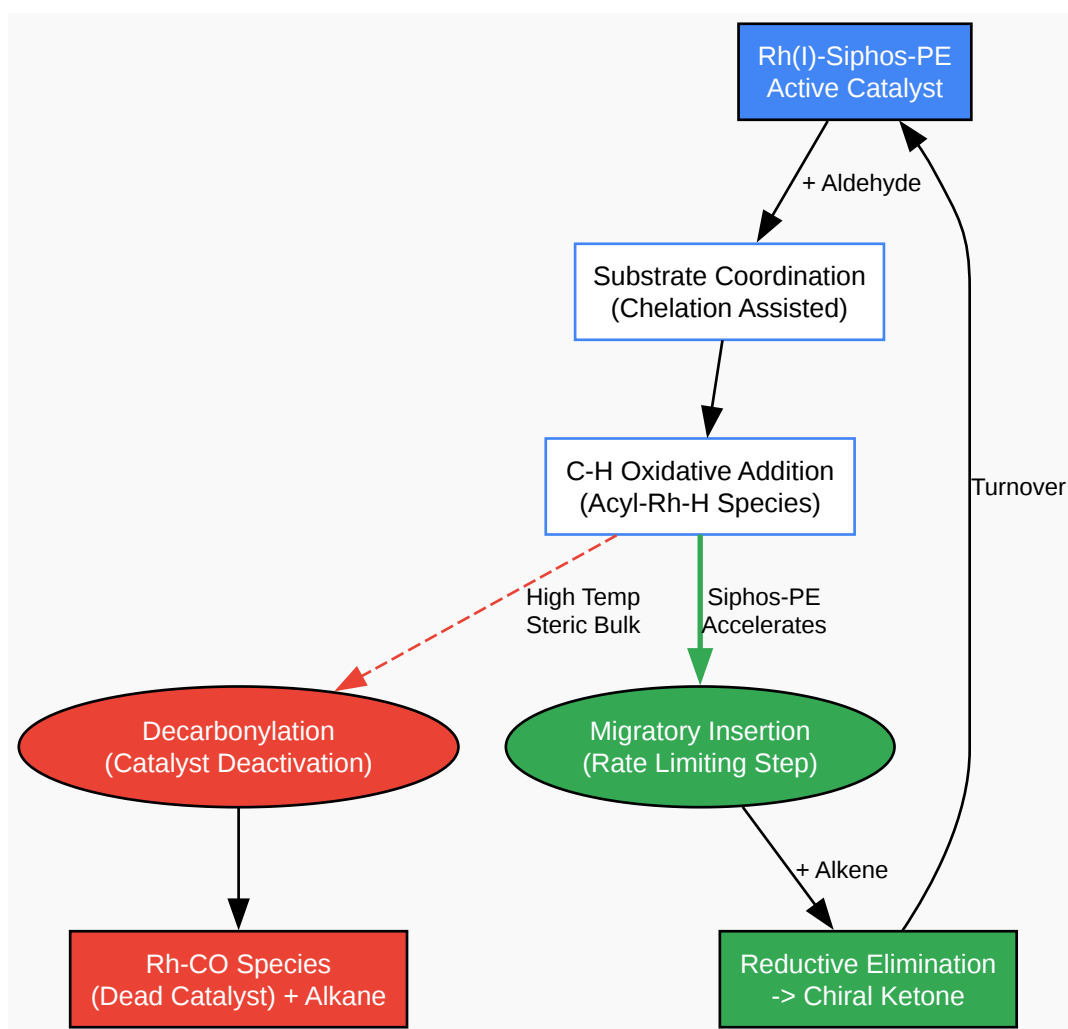 Rh(I)-Siphos-PE
Active Catalyst
+ Aldehyde
Substrate Coordination
(Chelation Assisted)
C-H Oxidative Addition
(Acyl-Rh-H Species)
Turnover
High Temp
Steric Bulk
Siphos-PE
Accelerates
Decarbonylation
(Catalyst Deactivation)
Migratory Insertion
(Rate Limiting Step)
+ Alkene
Rh-CO Species
(Dead Catalyst) + Alkane
Reductive Elimination
-> Chiral Ketone